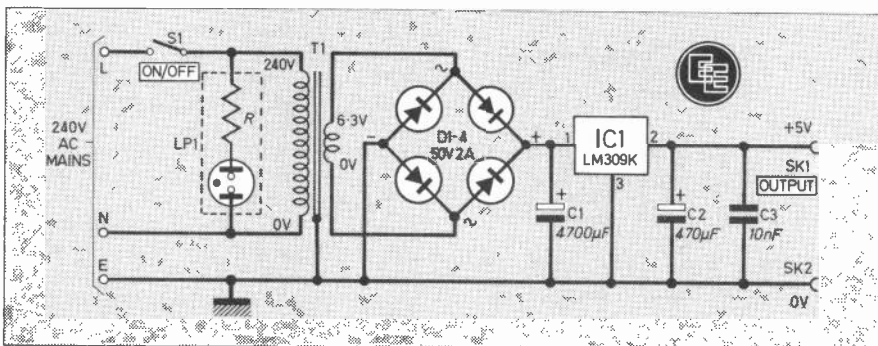 S1
L
ON/OFF
240V
T1
R
6·3V
LP1
240V
AC
MAINS
0V
0V
N
E
~
−
D1-4
50V 2A
+
~
1
IC1
LM309K
2
3
+
C1
4700µF
+
C2
470µF
C3
10nF
+5V
SK1
OUTPUT
SK2
0V